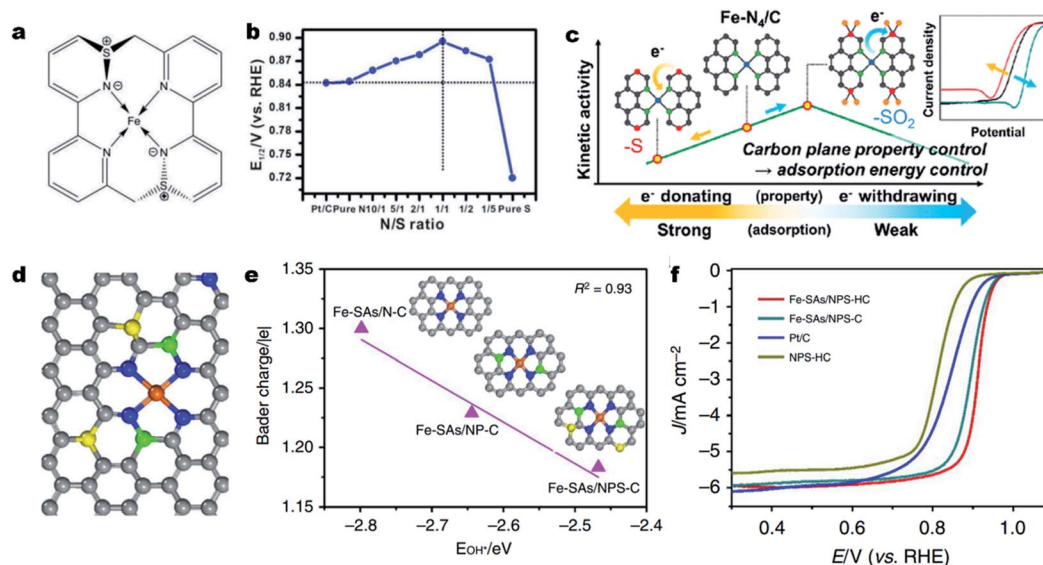 a
S
⊕
N
⊖
N
Fe
N
N
⊖
S
⊕
b
E1/2/V (vs. RHE)
0.90
0.84
0.78
0.72
Pt/C Pure N 10/1 5/1 2/1 1/1 1/2 1/5 Pure S
N/S ratio
c
Kinetic activity
Fe-N4/C
e-
e-
-S
-SO2
Current density
Potential
Carbon plane property control
→ adsorption energy control
e- donating (property) e- withdrawing
Strong (adsorption) Weak
d
e
Bader charge/|e|
1.35
1.30
1.25
1.20
1.15
R² = 0.93
Fe-SAs/N-C
Fe-SAs/NP-C
Fe-SAs/NPS-C
−2.8 −2.7 −2.6 −2.5 −2.4
EOH*/eV
f
J/mA cm−2
0
−1
−2
−3
−4
−5
−6
Fe-SAs/NPS-HC
Fe-SAs/NPS-C
Pt/C
NPS-HC
0.4 0.6 0.8 1.0
E/V (vs. RHE)